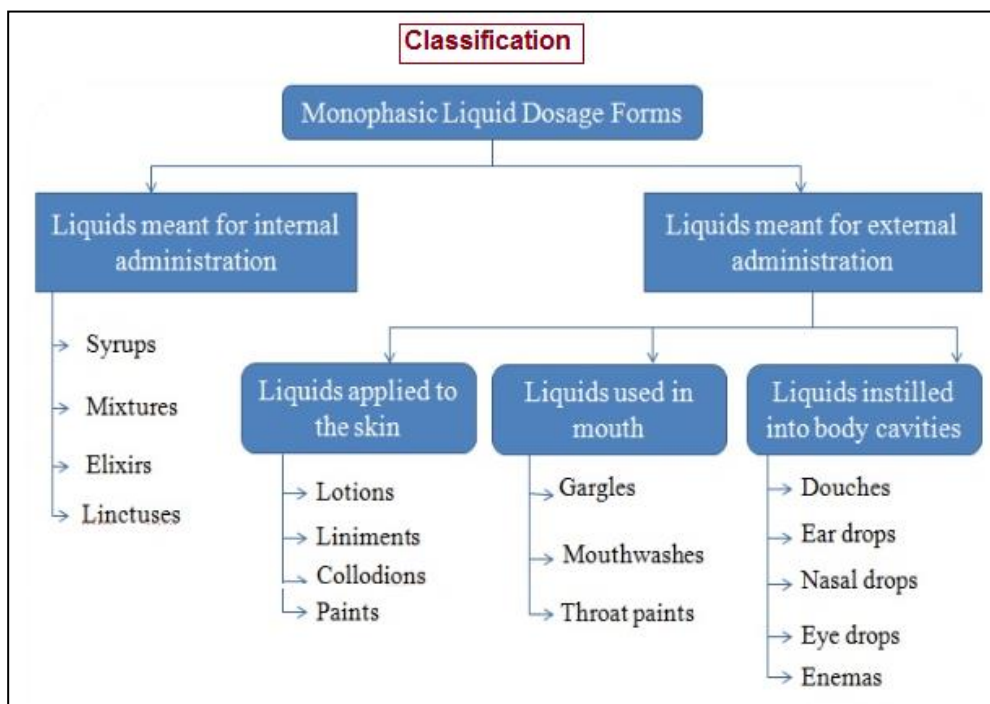 Classification
Monophasic Liquid Dosage Forms
Liquids meant for internal
administration
Syrups
Mixtures
Elixirs
Linctuses
Liquids meant for external
administration
Liquids applied to
the skin
Lotions
Liniments
Collodions
Paints
Liquids used in
mouth
Gargles
Mouthwashes
Throat paints
Liquids instilled
into body cavities
Douches
Ear drops
Nasal drops
Eye drops
Enemas